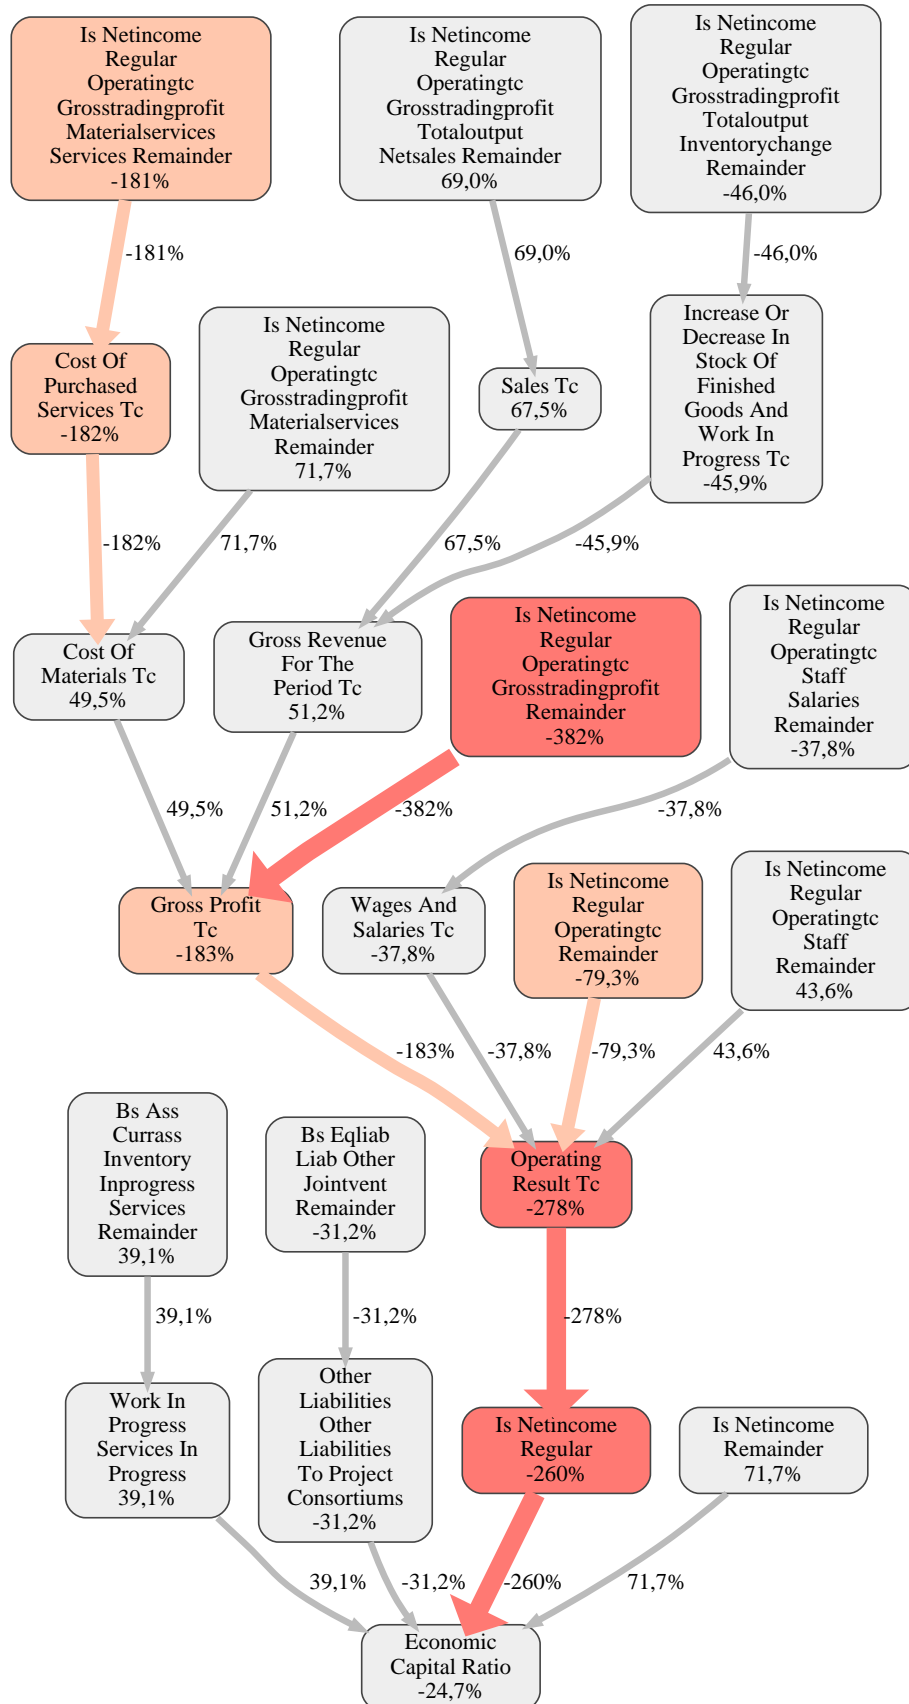 Is Netincome
Regular
Operatingtc
Grosstradingprofit
Materialservices
Services Remainder
-181%
Is Netincome
Regular
Operatingtc
Grosstradingprofit
Totaloutput
Netsales Remainder
69,0%
Is Netincome
Regular
Operatingtc
Grosstradingprofit
Totaloutput
Inventorychange
Remainder
-46,0%
-181%
69,0%
-46,0%
Cost Of
Purchased
Services Tc
-182%
Is Netincome
Regular
Operatingtc
Grosstradingprofit
Materialservices
Remainder
71,7%
Sales Tc
67,5%
Increase Or
Decrease In
Stock Of
Finished
Goods And
Work In
Progress Tc
-45,9%
-182%
71,7%
67,5%
-45,9%
Cost Of
Materials Tc
49,5%
Gross Revenue
For The
Period Tc
51,2%
Is Netincome
Regular
Operatingtc
Grosstradingprofit
Remainder
-382%
Is Netincome
Regular
Operatingtc
Staff
Salaries
Remainder
-37,8%
49,5%
51,2%
-382%
-37,8%
Gross Profit
Tc
-183%
Wages And
Salaries Tc
-37,8%
Is Netincome
Regular
Operatingtc
Remainder
-79,3%
Is Netincome
Regular
Operatingtc
Staff
Remainder
43,6%
-183%
-37,8%
-79,3%
43,6%
Bs Ass
Currass
Inventory
Inprogress
Services
Remainder
39,1%
Bs Eqliab
Liab Other
Jointvent
Remainder
-31,2%
Operating
Result Tc
-278%
39,1%
-31,2%
-278%
Work In
Progress
Services In
Progress
39,1%
Other
Liabilities
Other
Liabilities
To Project
Consortiums
-31,2%
Is Netincome
Regular
-260%
Is Netincome
Remainder
71,7%
39,1%
-31,2%
-260%
71,7%
Economic
Capital Ratio
-24,7%